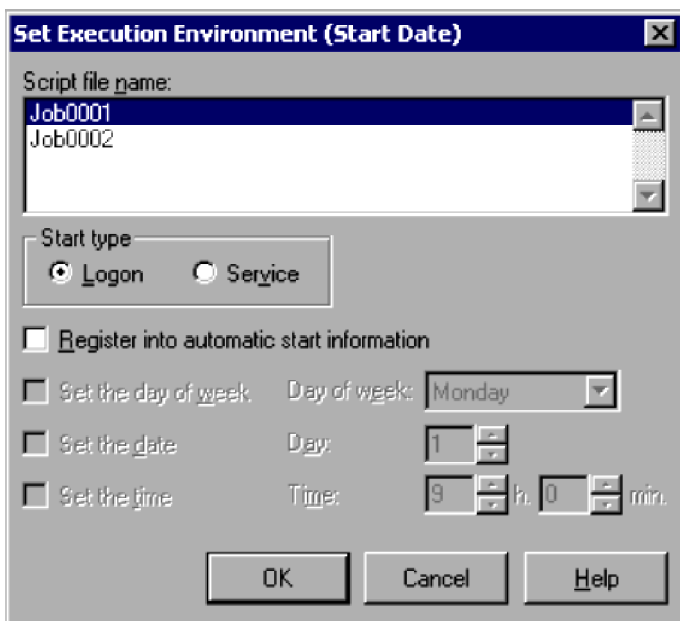 Set Execution Environment (Start Date)
Script file name:
Job0001
Job0002
Start type
Logon Service
Register into automatic start information
Set the day of week Day of week: Monday
Set the date Day: 1
Set the time Time: 9 h. 0 min.
OK Cancel Help